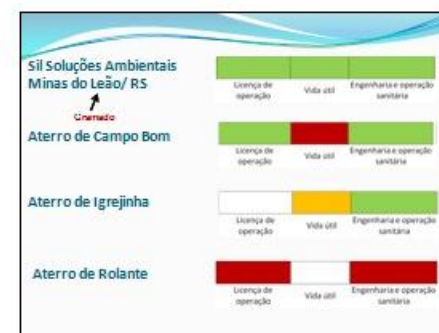 Sil Soluções Ambientais
Minas do Leão/ RS
Licença de operação
Vida útil
Engenharia e operação sanitária
Gramado
Aterro de Campo Bom
Licença de operação
Vida útil
Engenharia e operação sanitária
Aterro de Igrejinha
Licença de operação
Vida útil
Engenharia e operação sanitária
Aterro de Rolante
Licença de operação
Vida útil
Engenharia e operação sanitária